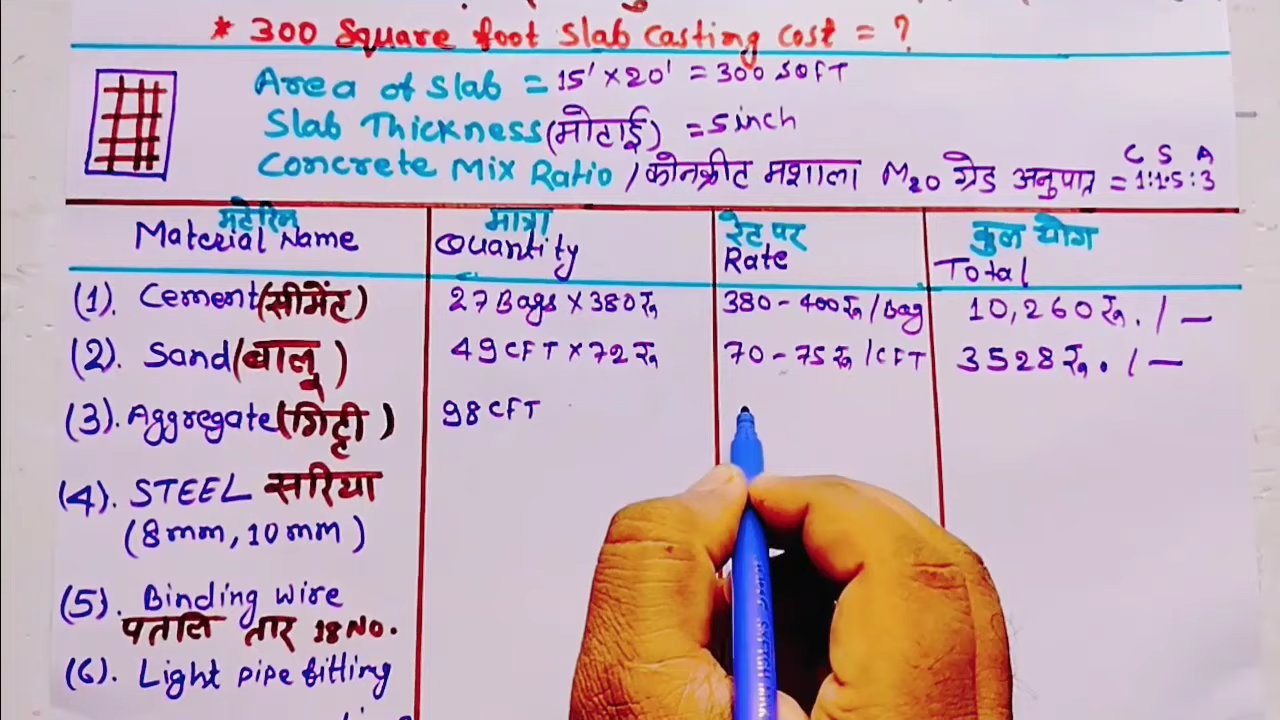 * 300 Square foot Slab Casting Cost = ?
Area of Slab = 15' × 20' = 300 SQFT
Slab Thickness (मोटाई) = 5 inch
C S A
Concrete Mix Ratio / कोनक्रीट मशाला M20 ग्रेड अनुपात = 1:1.5:3
मटेरिल मात्रा रेट पर कुल योग
Material Name Quantity Rate Total
(1). Cement (सीमेंट) 27 Bags × 380 रू 380 - 400 रू / Bag 10,260 रू. / —
(2). Sand (बालू) 49 CFT × 72 रू 70 - 75 रू / CFT 3528 रू. / —
(3). Aggregate (गिट्टी) 98 CFT
(4). STEEL सरिया
(8mm, 10mm)
(5). Binding wire
पतालि तार 18 NO.
(6). Light pipe fitting